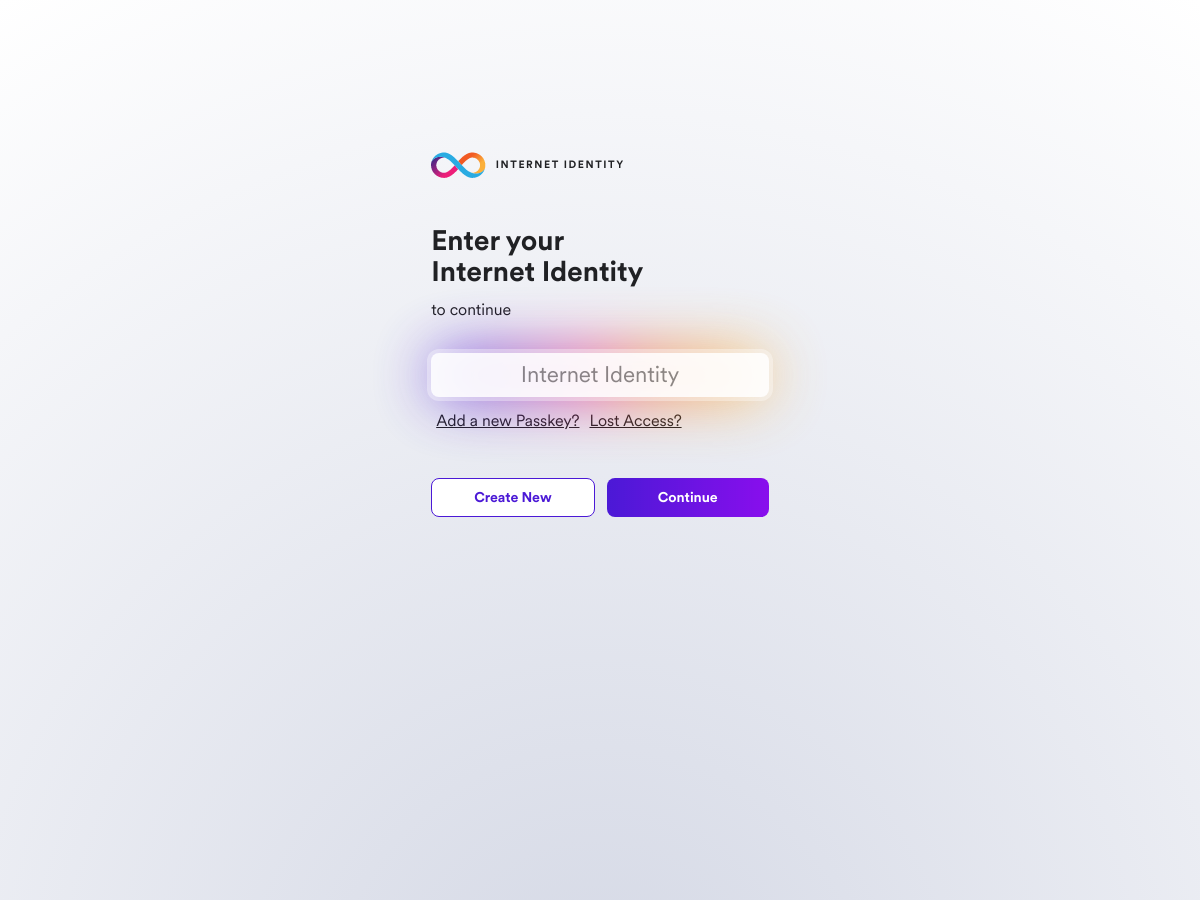 INTERNET IDENTITY
Enter your
Internet Identity
to continue
Internet Identity
Add a new Passkey? Lost Access?
Create New Continue